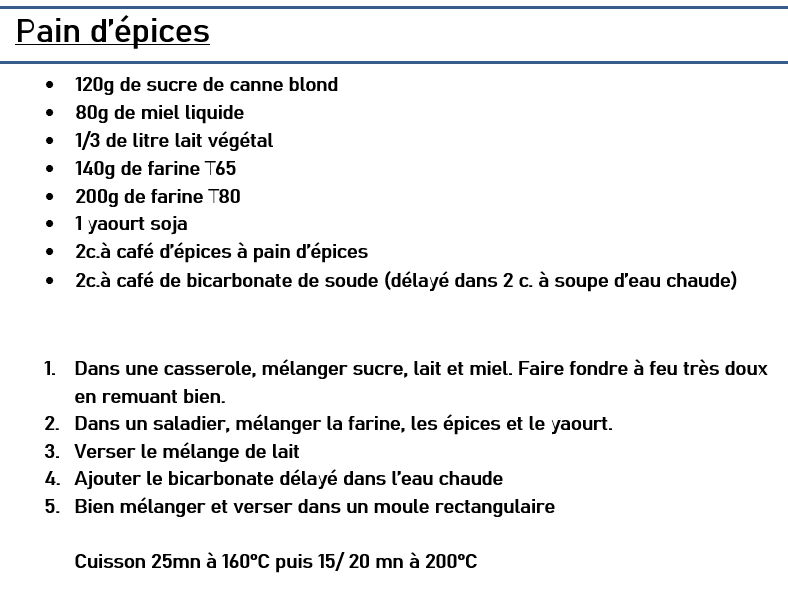 Pain d'épices
• 120g de sucre de canne blond
• 80g de miel liquide
• 1/3 de litre lait végétal
• 140g de farine T65
• 200g de farine T80
• 1 yaourt soja
• 2c.à café d'épices à pain d'épices
• 2c.à café de bicarbonate de soude (délayé dans 2 c. à soupe d'eau chaude)
1. Dans une casserole, mélanger sucre, lait et miel. Faire fondre à feu très doux
en remuant bien.
2. Dans un saladier, mélanger la farine, les épices et le yaourt.
3. Verser le mélange de lait
4. Ajouter le bicarbonate délayé dans l'eau chaude
5. Bien mélanger et verser dans un moule rectangulaire
Cuisson 25mn à 160°C puis 15/ 20 mn à 200°C